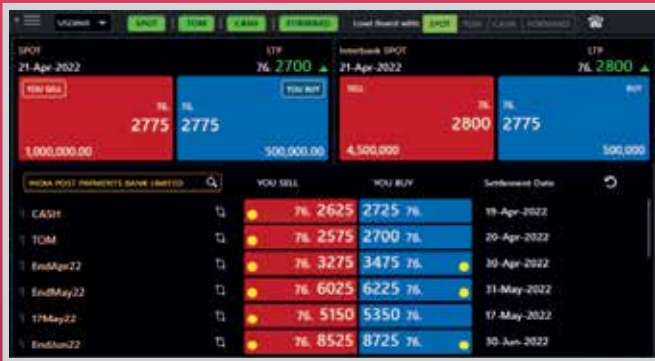 USDINR SPOT TOM CASH FORWARD Load Board with SPOT TOM CASH FORWARD
SPOT LTP
21-Apr-2022 76. 2700
YOU SELL YOU BUY
76. 76.
2775 2775
1,000,000.00 500,000.00
Interbank SPOT LTP
21-Apr-2022 76. 2800
SELL BUY
76. 76.
2800 2775
4,500,000 500,000
INDIA POST PAYMENTS BANK LIMITED YOU SELL YOU BUY Settlement Date
CASH 76. 2625 2725 76. 19-Apr-2022
TOM 76. 2575 2700 76. 20-Apr-2022
EndApr22 76. 3275 3475 76. 30-Apr-2022
EndMay22 76. 6025 6225 76. 31-May-2022
17May22 76. 5150 5350 76. 17-May-2022
EndJun22 76. 8525 8725 76. 30-Jun-2022